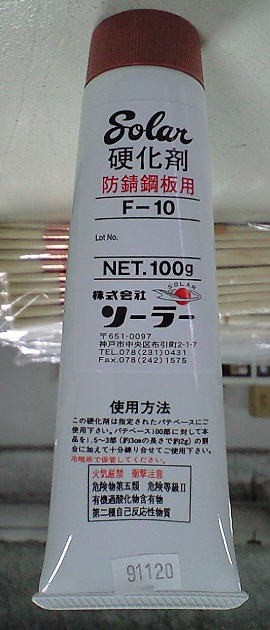 Solar
硬化剤
防錆鋼板用
F-10
Lot No.
NET.100g
株式会社
SOLAR
ソーラー
〒651-0097
神戸市中央区布引町2-1-7
TEL.078(231)0431
Fax.078(242)1575
使用方法
この硬化剤は指定されたパテベースにご
使用下さい。パテベース100部に対して本
品を1.5〜3部(約3cmの長さで約2g)の割
合に加えて十分練り合せてご使用下さい。
冷暗所で保管してください。
火気厳禁 衝撃注意
危険物第五類 危険等級Ⅱ
有機過酸化物含有物
第二種自己反応性物質
91120